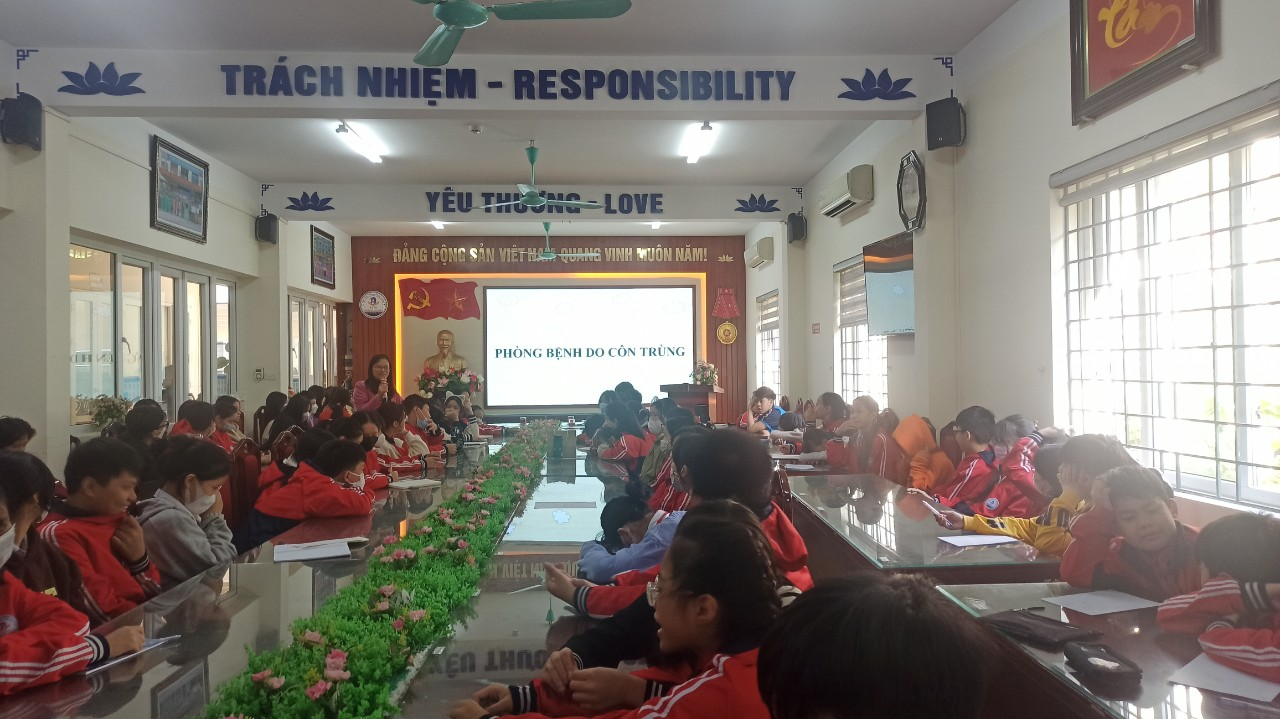 TRÁCH NHIỆM - RESPONSIBILITY
YÊU THƯƠNG - LOVE
ĐẢNG CỘNG SẢN VIỆT NAM QUANG VINH MUÔN NĂM!
PHÒNG BỆNH DO CÔN TRÙNG